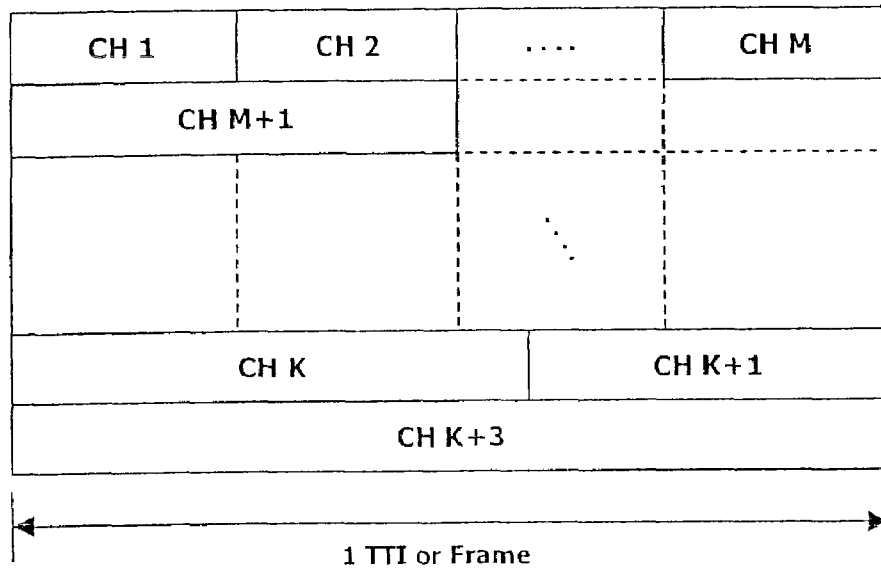 CH 1 CH 2 .... CH M
CH M+1
CH K CH K+1
CH K+3
1 TTI or Frame